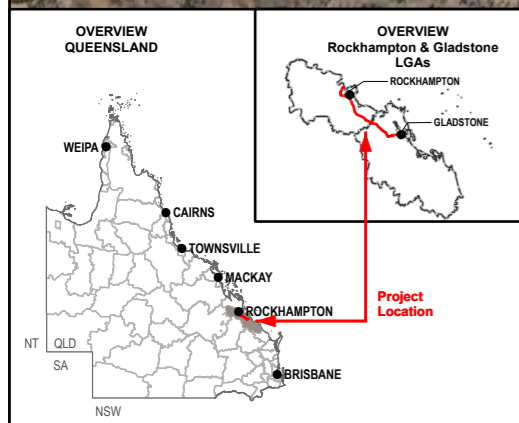 OVERVIEW
QUEENSLAND
OVERVIEW
Rockhampton & Gladstone
LGAs
ROCKHAMPTON
GLADSTONE
WEIPA
CAIRNS
TOWNSVILLE
MACKAY
ROCKHAMPTON
Project
Location
NT QLD
SA
BRISBANE
NSW